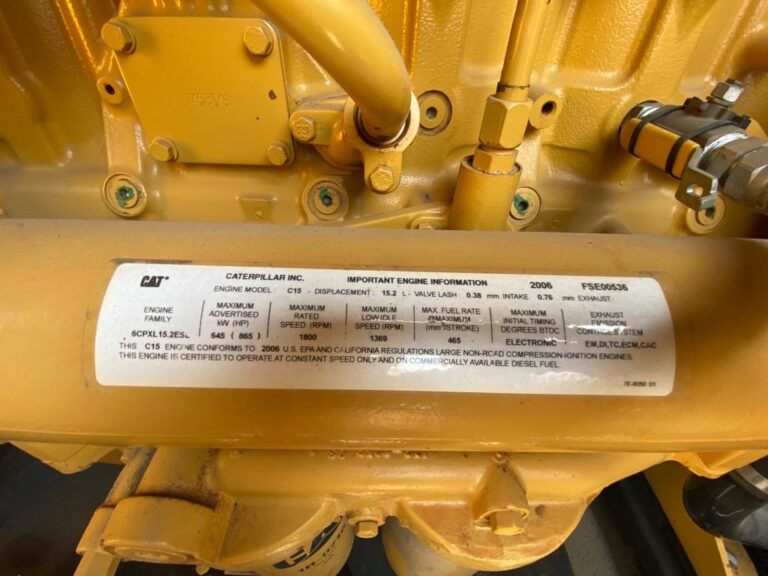 CAT
CATERPILLAR INC. IMPORTANT ENGINE INFORMATION 2006 FSE00536
ENGINE MODEL: C15 - DISPLACEMENT: 15.2 L - VALVE LASH: 0.38 mm INTAKE 0.76 mm EXHAUST:
ENGINE FAMILY MAXIMUM ADVERTISED kW (HP) MAXIMUM RATED SPEED (RPM) MAXIMUM LOW IDLE SPEED (RPM) MAX. FUEL RATE @MAXIMUM (mm³/STROKE) MAXIMUM INITIAL TIMING DEGREES BTDC EXHAUST EMISSION CONTROL SYSTEM
645 ( 865 ) 1800 1369 465 ELECTRONIC EM,DI,TC,ECM,CAC
THIS C15 ENGINE CONFORMS TO 2006 U.S. EPA AND CALIFORNIA REGULATIONS LARGE NON-ROAD COMPRESSION-IGNITION ENGINES.
THIS ENGINE IS CERTIFIED TO OPERATE AT CONSTANT SPEED ONLY AND ON COMMERCIALLY AVAILABLE DIESEL FUEL.